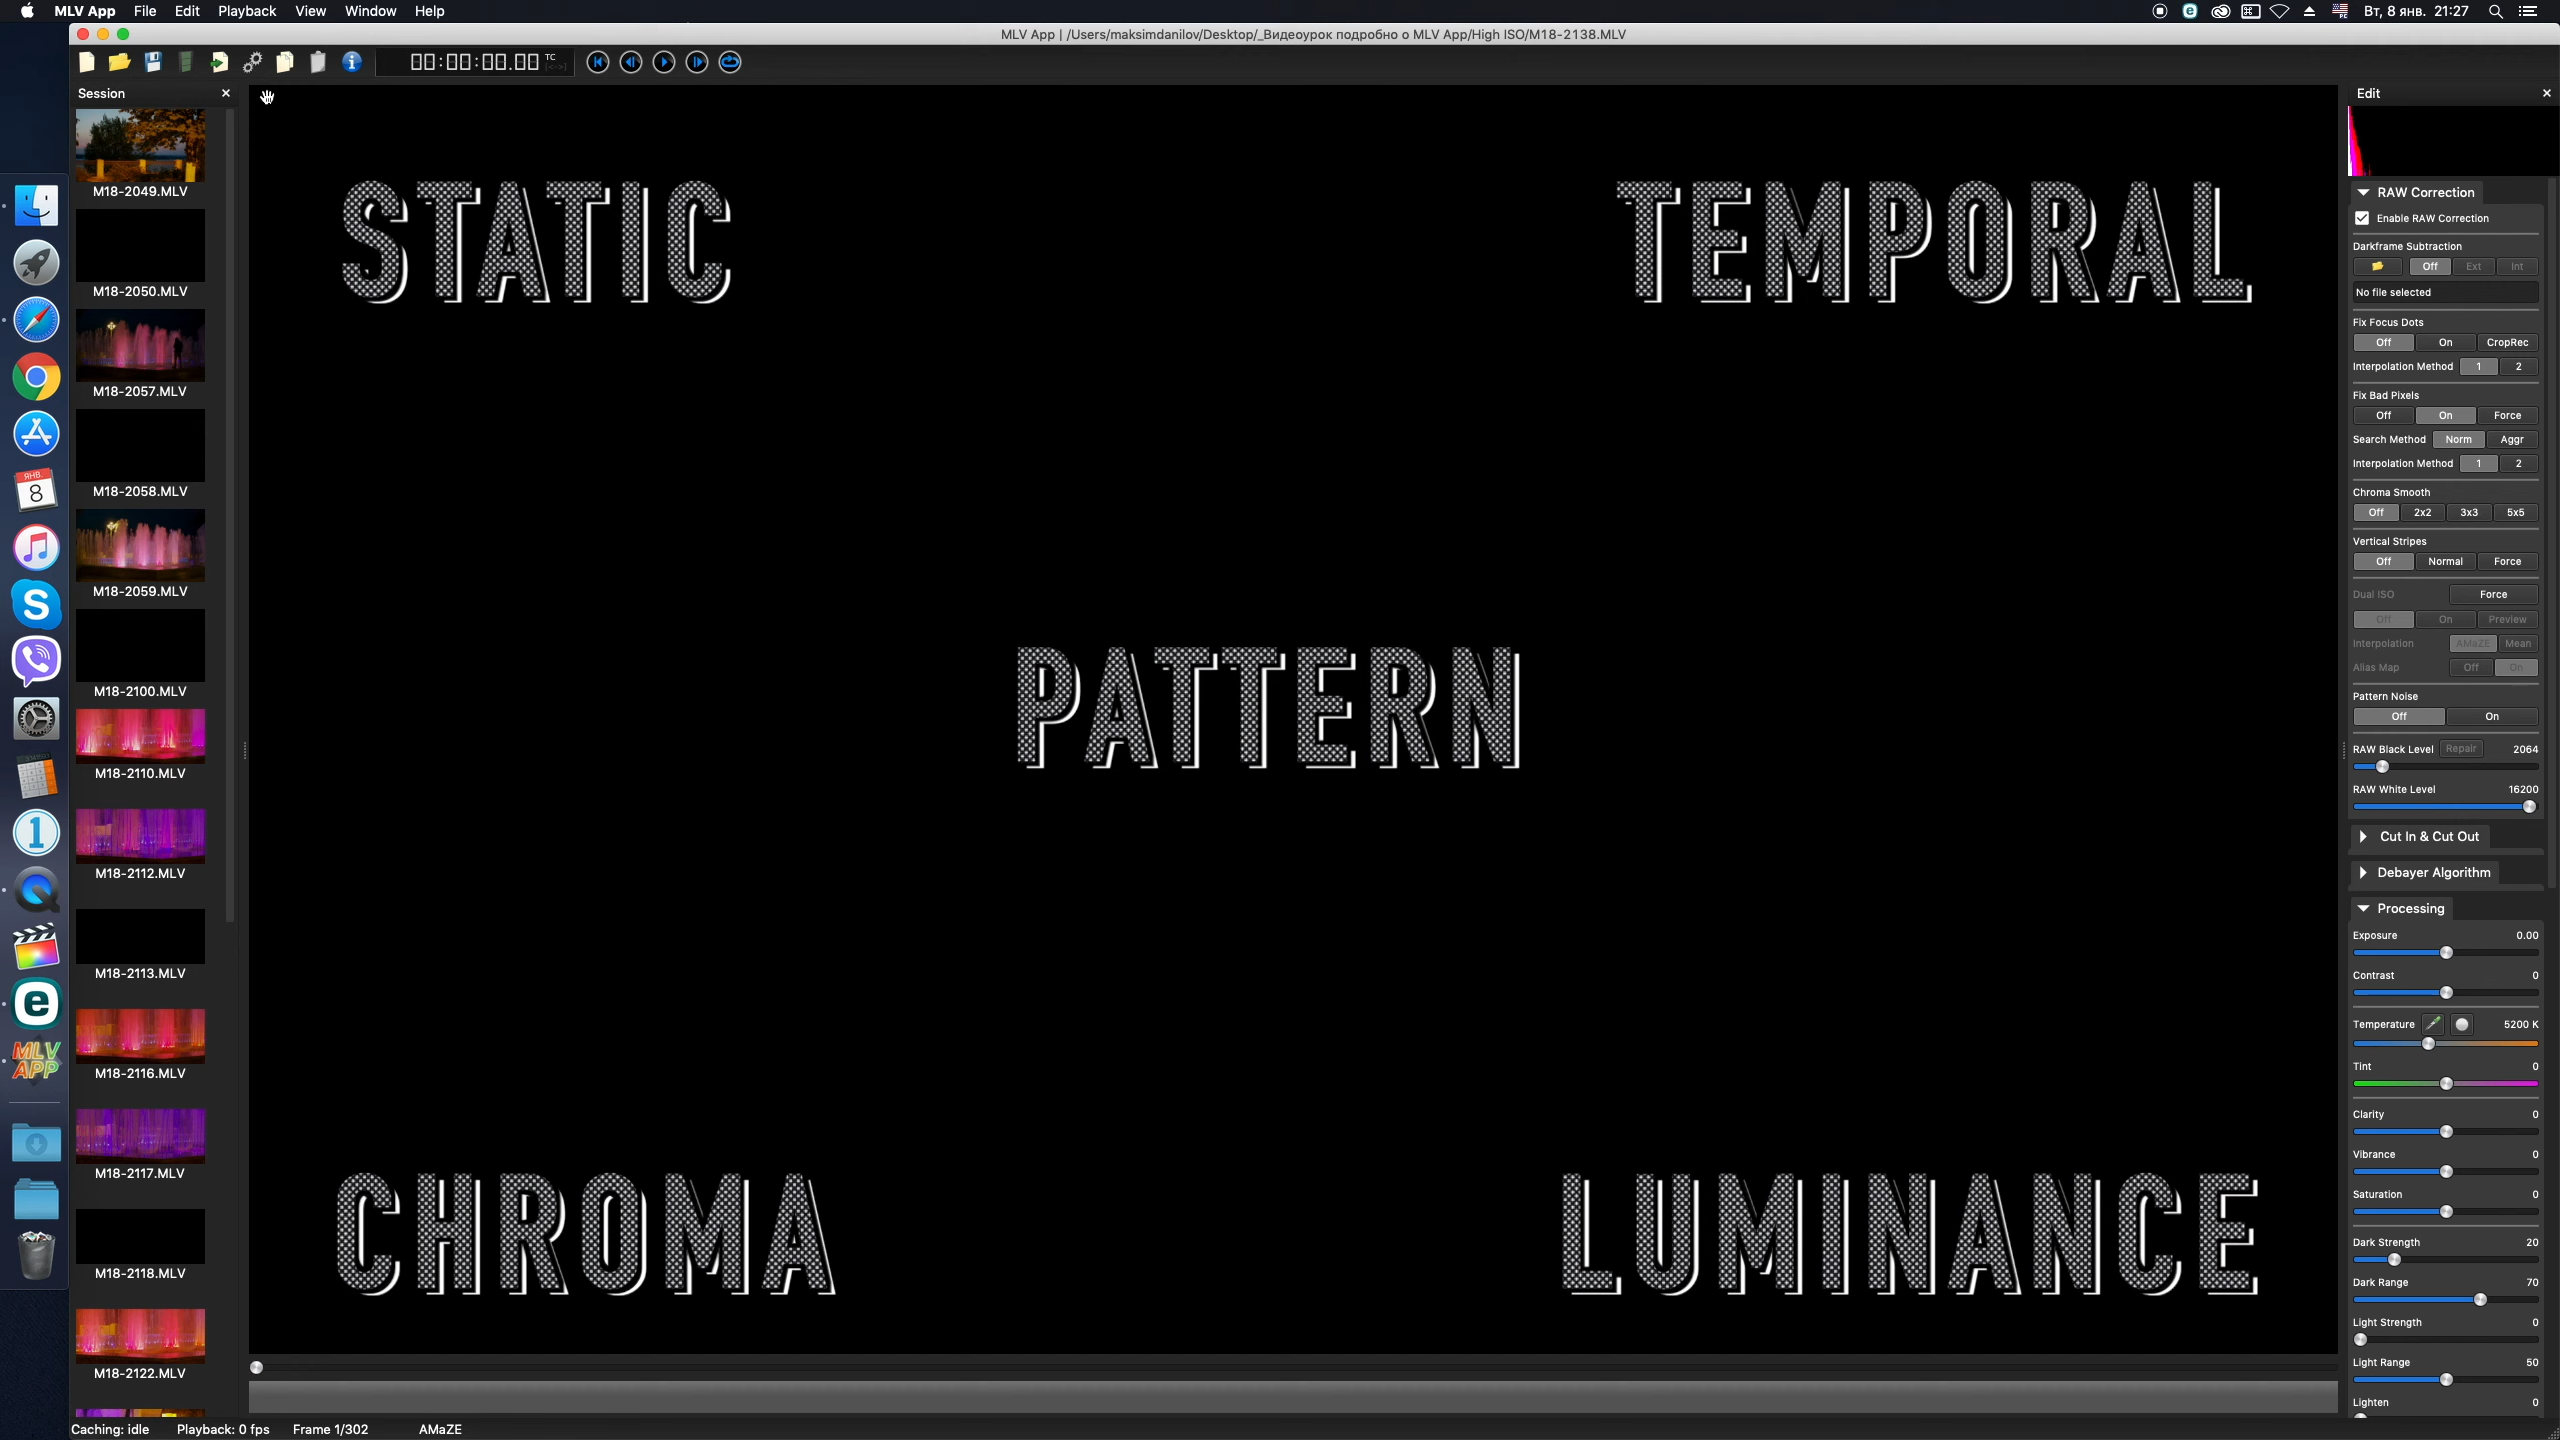 MLV App File Edit Playback View Window Help
Вт, 8 янв. 21:27
MLV App | /Users/maksimdanilov/Desktop/_Видеоурок подробно о MLV App/High ISO/M18-2138.MLV
00:00:00.00 TC
Session
M18-2049.MLV
M18-2050.MLV
M18-2057.MLV
M18-2058.MLV
M18-2059.MLV
M18-2100.MLV
M18-2110.MLV
M18-2112.MLV
M18-2113.MLV
M18-2116.MLV
M18-2117.MLV
M18-2118.MLV
M18-2122.MLV
ЯНВ.
8
MLV
APP
STATIC
TEMPORAL
PATTERN
CHROMA
LUMINANCE
Edit
RAW Correction
Enable RAW Correction
Darkframe Subtraction
Off Ext Int
No file selected
Fix Focus Dots
Off On CropRec
Interpolation Method 1 2
Fix Bad Pixels
Off On Force
Search Method Norm Aggr
Interpolation Method 1 2
Chroma Smooth
Off 2x2 3x3 5x5
Vertical Stripes
Off Normal Force
Dual ISO Force
Off On Preview
Interpolation AMaZE Mean
Alias Map Off On
Pattern Noise
Off On
RAW Black Level Repair 2064
RAW White Level 16200
Cut In & Cut Out
Debayer Algorithm
Processing
Exposure 0.00
Contrast 0
Temperature 5200 K
Tint 0
Clarity 0
Vibrance 0
Saturation 0
Dark Strength 20
Dark Range 70
Light Strength 0
Light Range 50
Lighten 0
Caching: idle Playback: 0 fps Frame 1/302 AMaZE